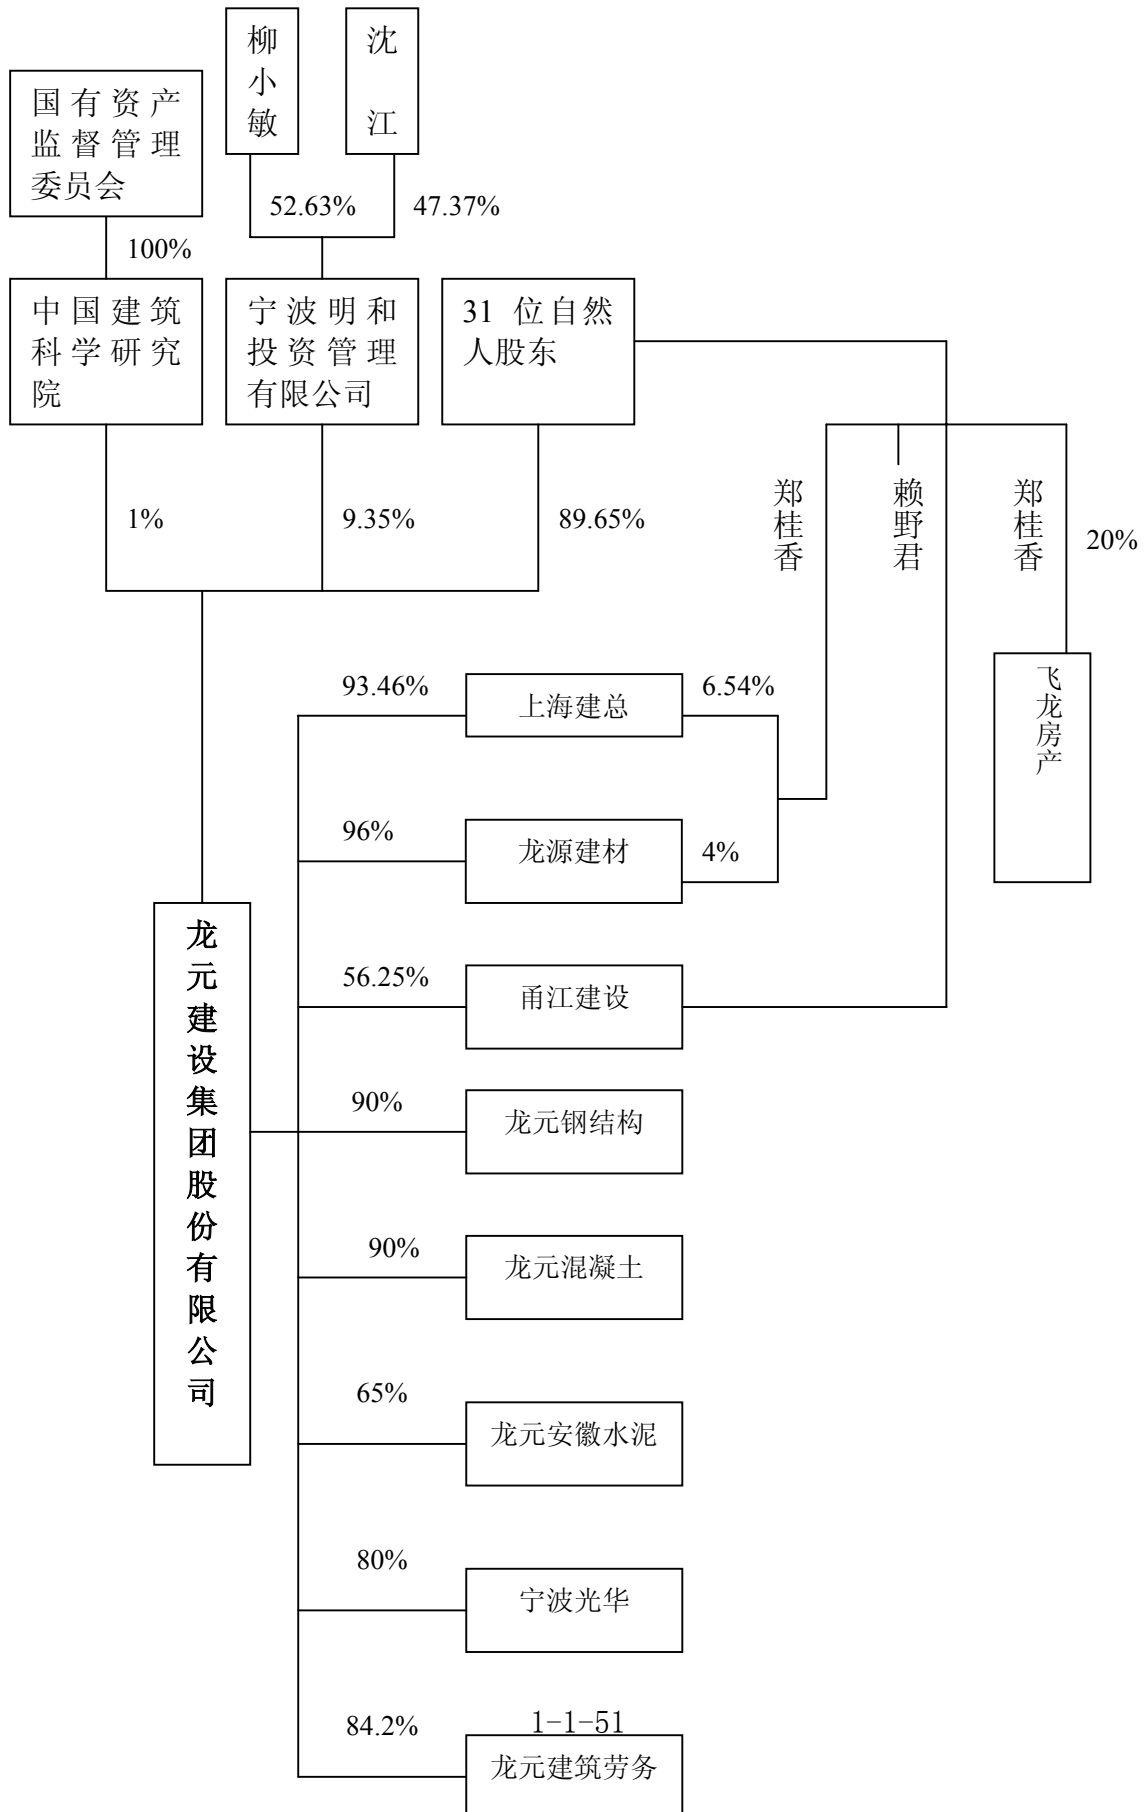 柳小敏
沈江
国有资产
监督管理
委员会
52.63%
47.37%
100%
中国建筑
科学研究
院
宁波明和
投资管理
有限公司
31 位自然
人股东
1%
9.35%
89.65%
郑桂香
赖野君
郑桂香
20%
飞龙房产
93.46%
上海建总
6.54%
96%
龙源建材
4%
龙元建设集团股份有限公司
56.25%
甬江建设
90%
龙元钢结构
90%
龙元混凝土
65%
龙元安徽水泥
80%
宁波光华
84.2%
1-1-51
龙元建筑劳务